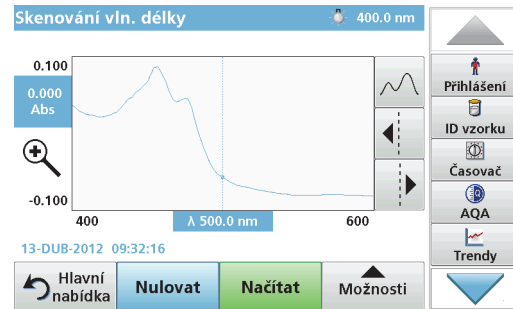 Skenování vln. délky
400.0 nm
0.100
0.000
Abs
-0.100
400
λ 500.0 nm
600
13-DUB-2012 09:32:16
Hlavní
nabídka
Nulovat
Načítat
Možnosti
Přihlášení
ID vzorku
Časovač
AQA
Trendy